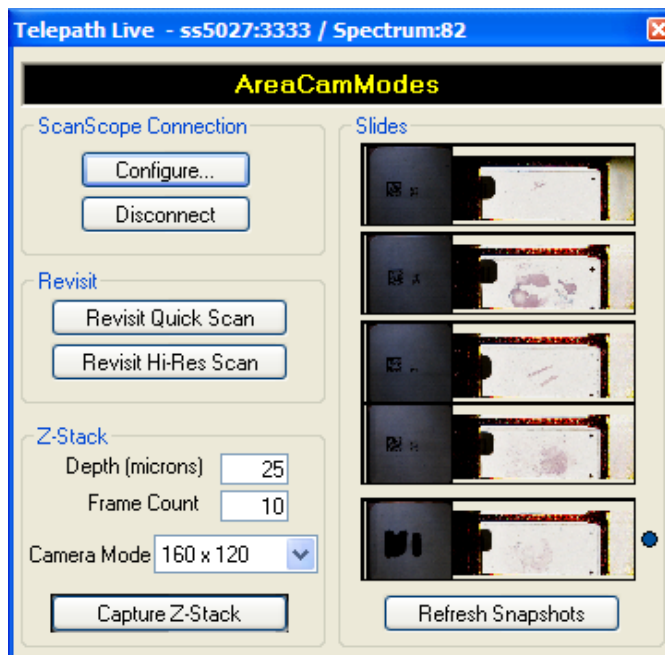 Telepath Live - ss5027:3333 / Spectrum:82
AreaCamModes
ScanScope Connection
Configure...
Disconnect
Revisit
Revisit Quick Scan
Revisit Hi-Res Scan
Z-Stack
Depth (microns) 25
Frame Count 10
Camera Mode 160 x 120
Capture Z-Stack
Slides
Refresh Snapshots